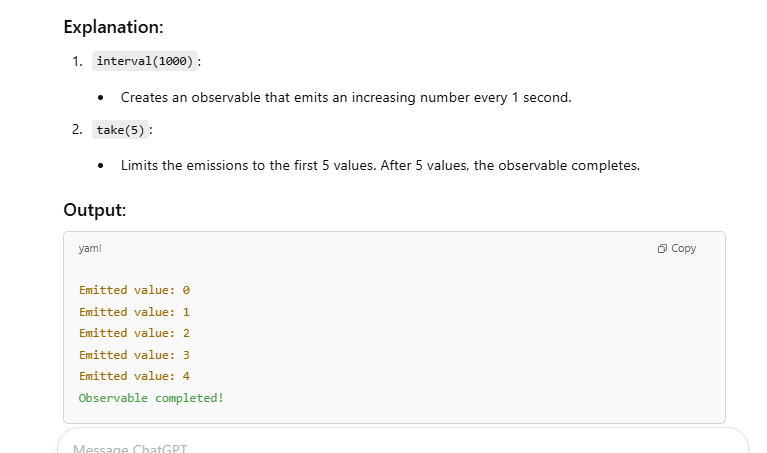 Explanation:
1. interval(1000):
• Creates an observable that emits an increasing number every 1 second.
2. take(5):
• Limits the emissions to the first 5 values. After 5 values, the observable completes.
Output:
yaml Copy
Emitted value: 0
Emitted value: 1
Emitted value: 2
Emitted value: 3
Emitted value: 4
Observable completed!
Message ChatGPT